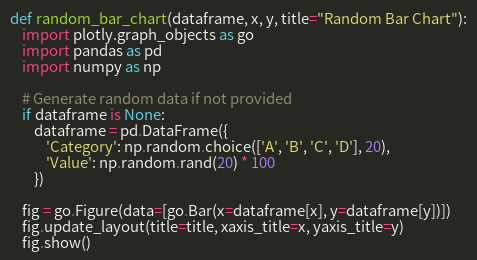 def random_bar_chart(dataframe, x, y, title="Random Bar Chart"):
    import plotly.graph_objects as go
    import pandas as pd
    import numpy as np

    # Generate random data if not provided
    if dataframe is None:
        dataframe = pd.DataFrame({
            'Category': np.random.choice(['A', 'B', 'C', 'D'], 20),
            'Value': np.random.rand(20) * 100
        })

    fig = go.Figure(data=[go.Bar(x=dataframe[x], y=dataframe[y])])
    fig.update_layout(title=title, xaxis_title=x, yaxis_title=y)
    fig.show()